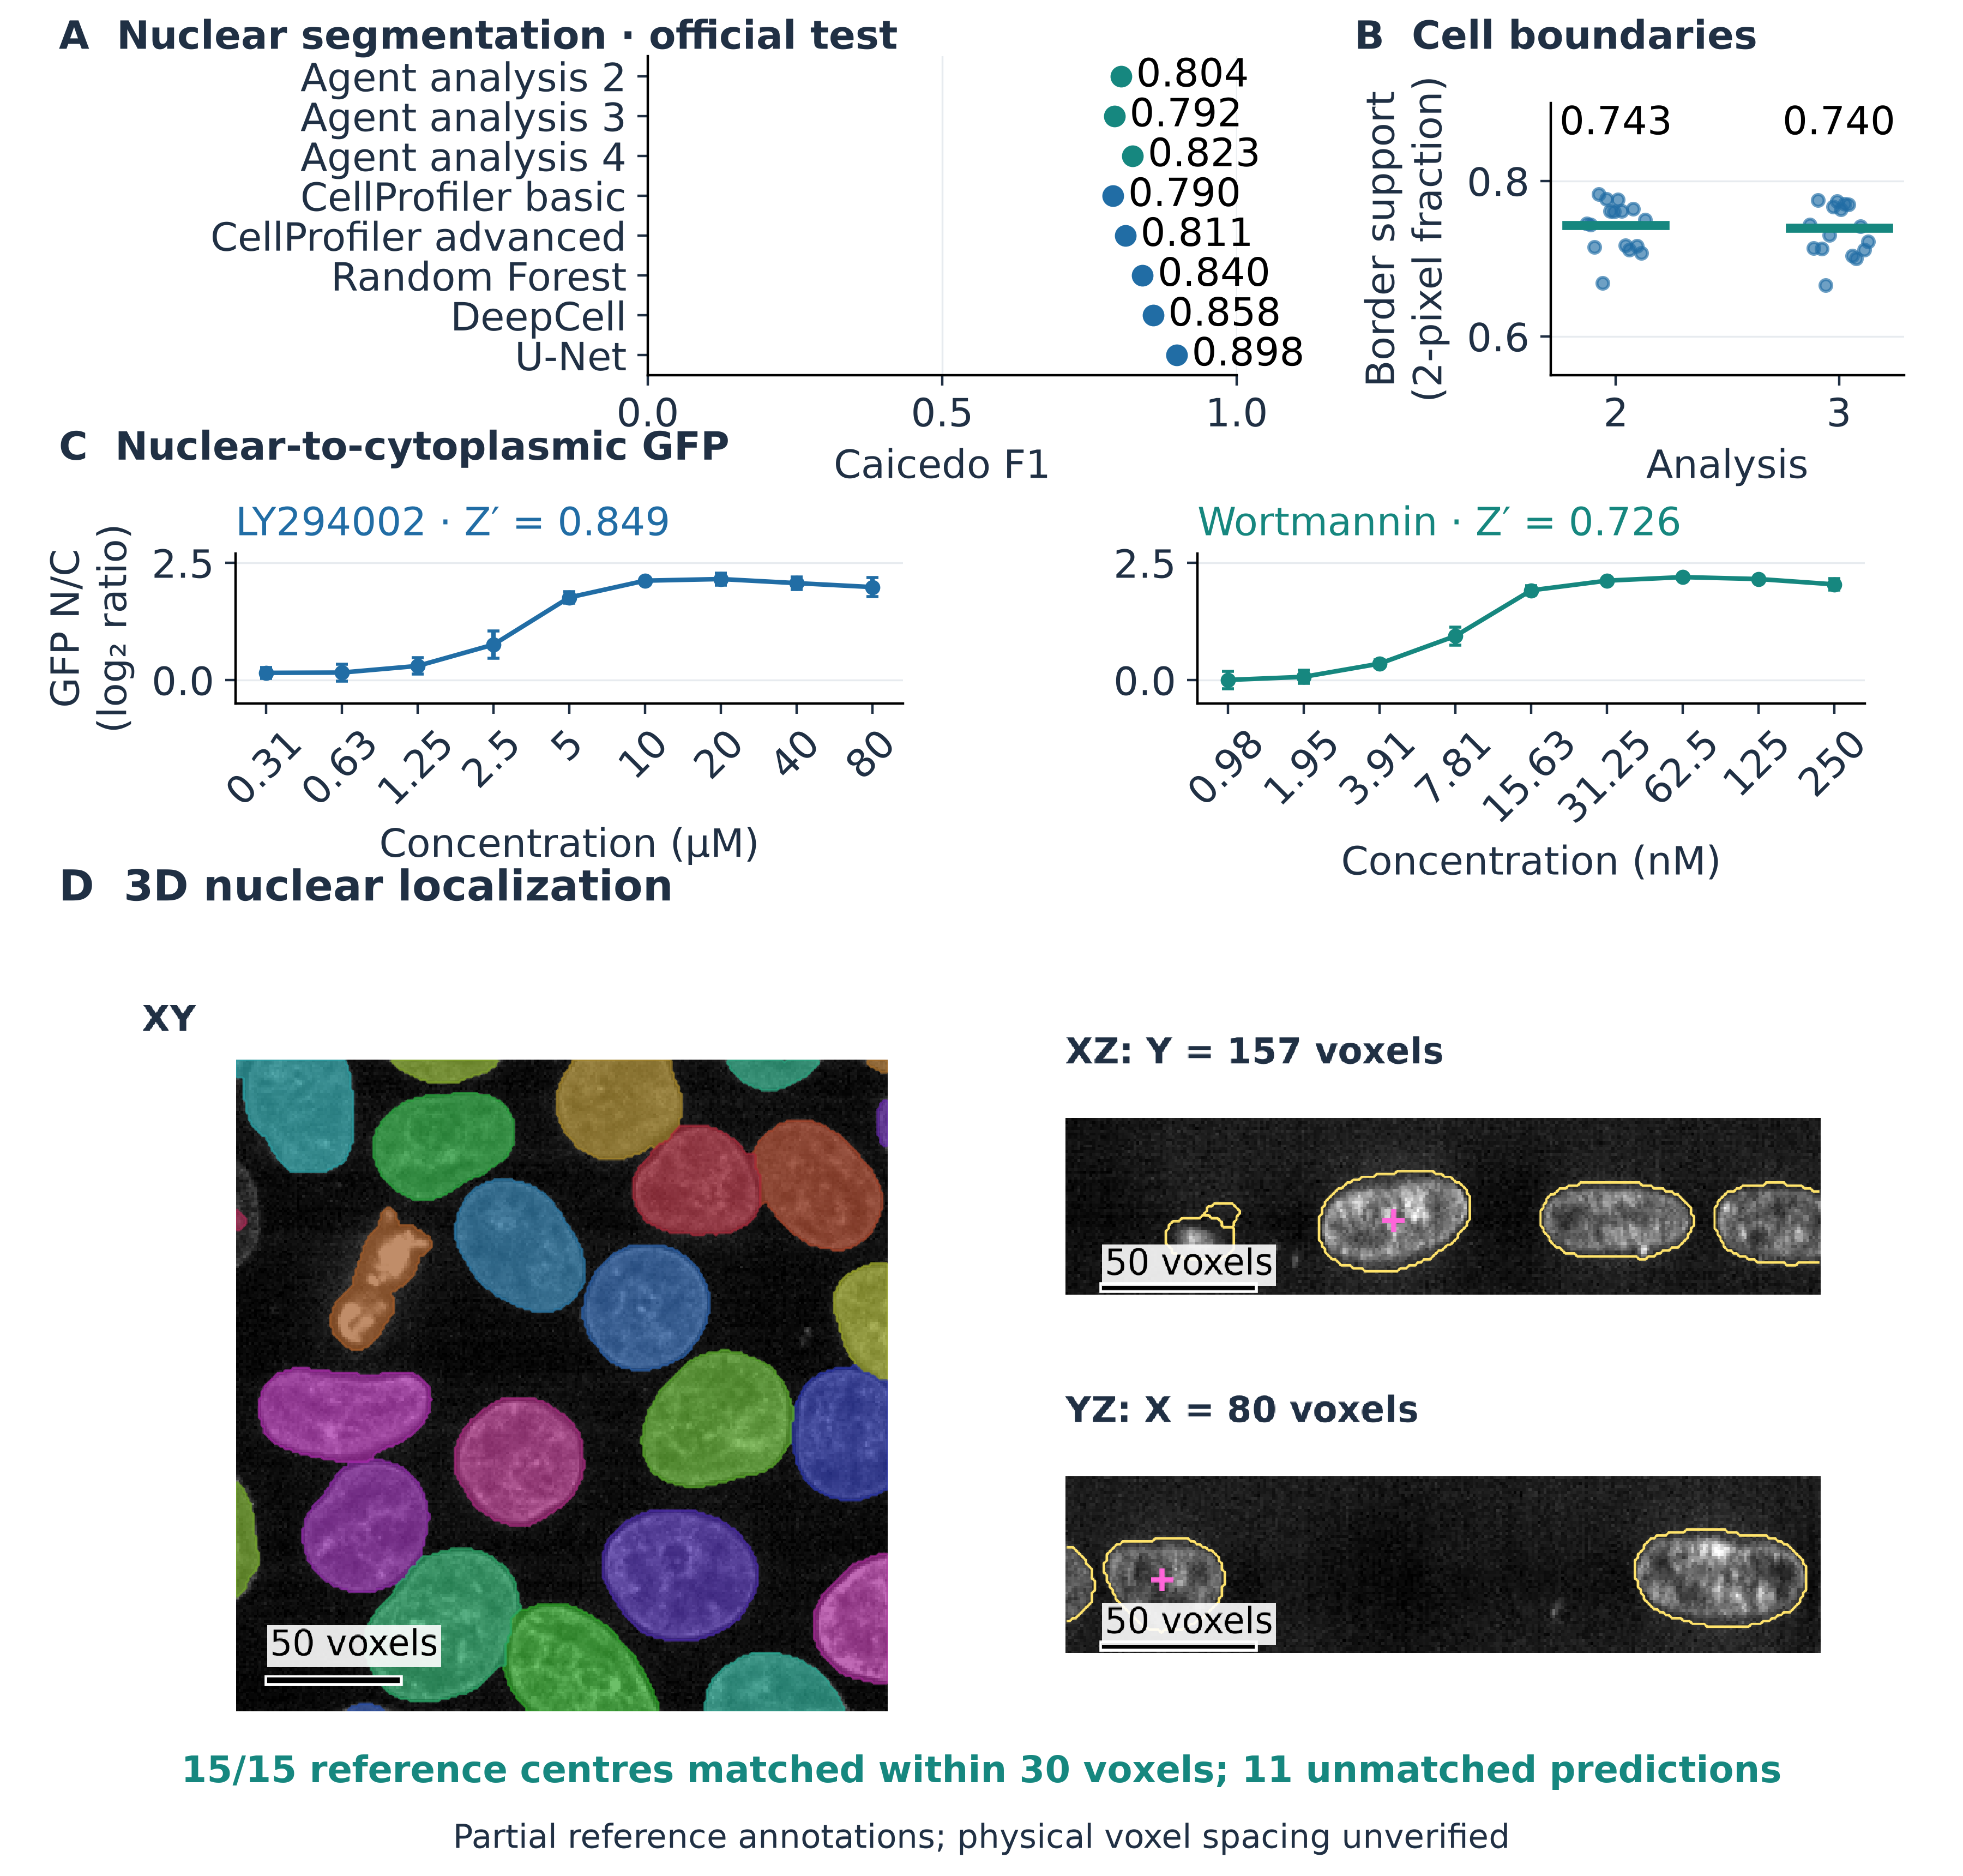 A Nuclear segmentation · official test
Agent analysis 2
0.804
Agent analysis 3
0.792
Agent analysis 4
0.823
CellProfiler basic
0.790
CellProfiler advanced
0.811
Random Forest
0.840
DeepCell
0.858
U-Net
0.898
0.0
0.5
1.0
Caicedo F1
B Cell boundaries
Border support
(2-pixel fraction)
0.743
0.740
0.8
0.6
2
3
Analysis
C Nuclear-to-cytoplasmic GFP
LY294002 · Z′ = 0.849
GFP N/C
(log₂ ratio)
2.5
0.0
0.31
0.63
1.25
2.5
5
10
20
40
80
Concentration (µM)
Wortmannin · Z′ = 0.726
2.5
0.0
0.98
1.95
3.91
7.81
15.63
31.25
62.5
125
250
Concentration (nM)
D 3D nuclear localization
XY
50 voxels
XZ: Y = 157 voxels
50 voxels
YZ: X = 80 voxels
50 voxels
15/15 reference centres matched within 30 voxels; 11 unmatched predictions
Partial reference annotations; physical voxel spacing unverified